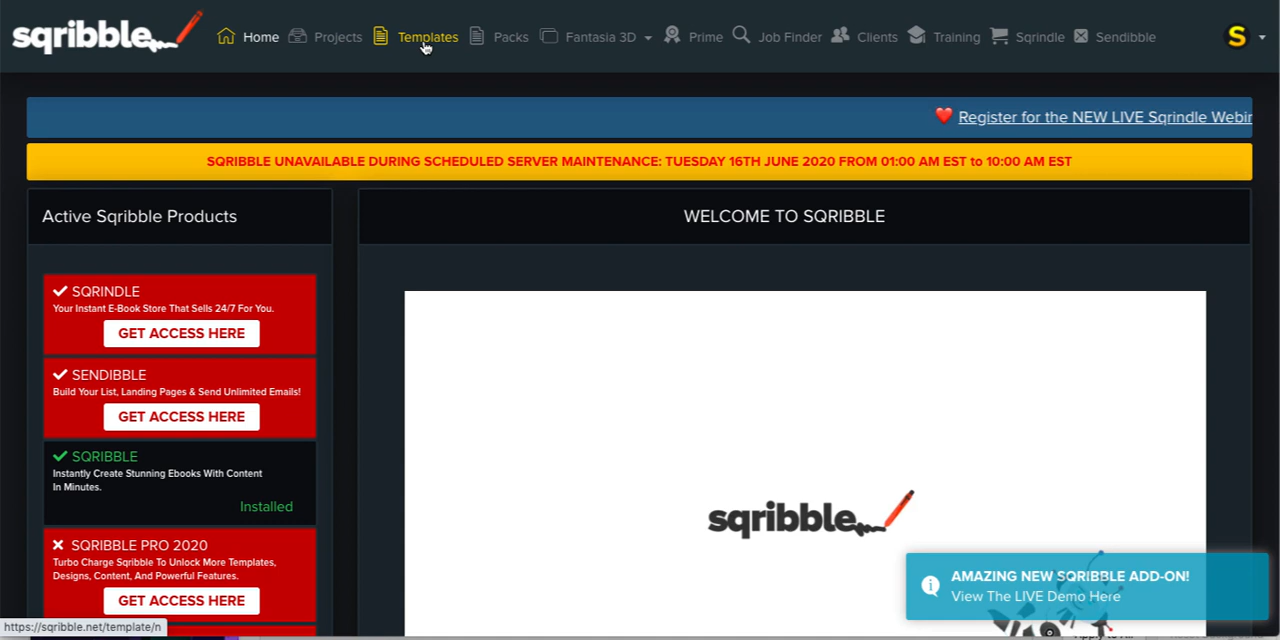 sqribble
Home Projects Templates Packs Fantasia 3D Prime Job Finder Clients Training Sqrindle Sendibble S
Register for the NEW LIVE Sqrindle Webir
SQRIBBLE UNAVAILABLE DURING SCHEDULED SERVER MAINTENANCE: TUESDAY 16TH JUNE 2020 FROM 01:00 AM EST to 10:00 AM EST
Active Sqribble Products
SQRINDLE
Your Instant E-Book Store That Sells 24/7 For You.
GET ACCESS HERE
SENDIBBLE
Build Your List, Landing Pages & Send Unlimited Emails!
GET ACCESS HERE
SQRIBBLE
Instantly Create Stunning Ebooks With Content
In Minutes.
Installed
SQRIBBLE PRO 2020
Turbo Charge Sqribble To Unlock More Templates,
Designs, Content, And Powerful Features.
GET ACCESS HERE
WELCOME TO SQRIBBLE
sqribble
AMAZING NEW SQRIBBLE ADD-ON!
View The LIVE Demo Here
https://sqribble.net/template/n